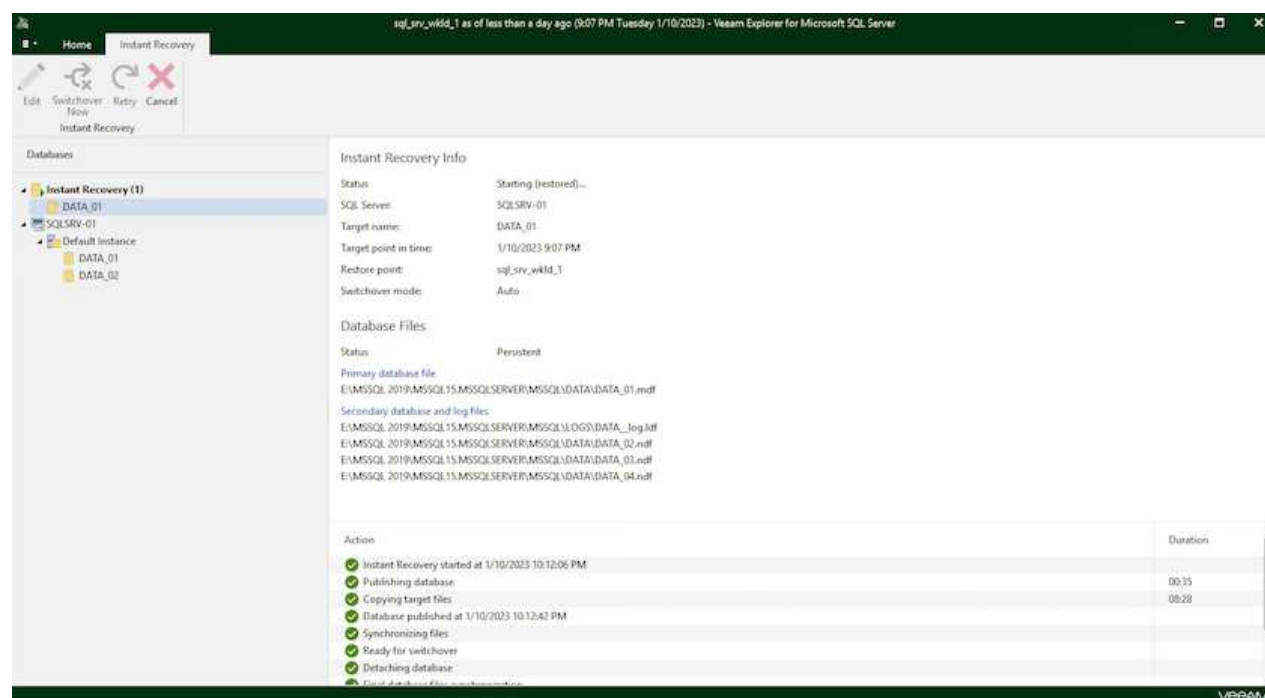 sql_srv_wkld_1 as of less than a day ago (9:07 PM Tuesday 1/10/2023) - Veeam Explorer for Microsoft SQL Server
Home Instant Recovery
Edit Switchover Now Retry Cancel
Instant Recovery
Databases
Instant Recovery (1)
DATA_01
SQLSRV-01
Default Instance
DATA_01
DATA_02
Instant Recovery Info
Status Starting (restored)...
SQL Server: SQLSRV-01
Target name: DATA_01
Target point in time: 1/10/2023 9:07 PM
Restore point: sql_srv_wkld_1
Switchover mode: Auto
Database Files
Status Persistent
Primary database file
E:\MSSQL 2019\MSSQL15.MSSQLSERVER\MSSQL\DATA\DATA_01.mdf
Secondary database and log files
E:\MSSQL 2019\MSSQL15.MSSQLSERVER\MSSQL\LOGS\DATA__log.ldf
E:\MSSQL 2019\MSSQL15.MSSQLSERVER\MSSQL\DATA\DATA_02.ndf
E:\MSSQL 2019\MSSQL15.MSSQLSERVER\MSSQL\DATA\DATA_03.ndf
E:\MSSQL 2019\MSSQL15.MSSQLSERVER\MSSQL\DATA\DATA_04.ndf
Action Duration
Instant Recovery started at 1/10/2023 10:12:06 PM
Publishing database 00:35
Copying target files 08:28
Database published at 1/10/2023 10:12:42 PM
Synchronizing files
Ready for switchover
Detaching database
Final database files synchronization
VEEAM